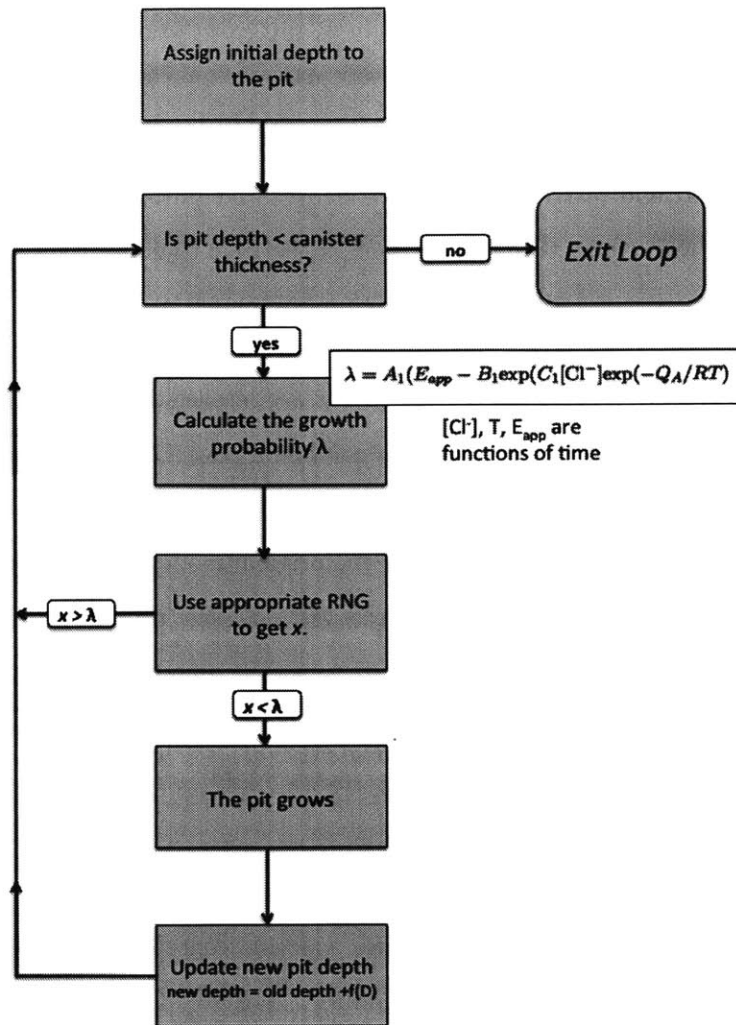 Assign initial depth to
the pit
Is pit depth < canister
thickness?
no
Exit Loop
yes
λ = A₁(E_app − B₁exp(C₁[Cl⁻]exp(−Q_A/RT)
Calculate the growth
probability λ
[Cl⁻], T, E_app are
functions of time
Use appropriate RNG
to get x.
x > λ
x < λ
The pit grows
Update new pit depth
new depth = old depth +f(D)